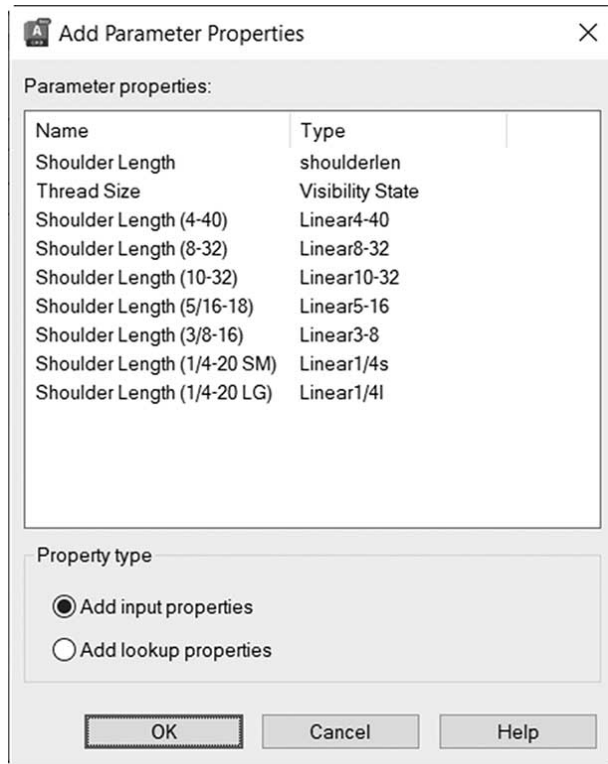 Add Parameter Properties
Parameter properties:
Name Type
Shoulder Length shoulderlen
Thread Size Visibility State
Shoulder Length (4-40) Linear4-40
Shoulder Length (8-32) Linear8-32
Shoulder Length (10-32) Linear10-32
Shoulder Length (5/16-18) Linear5-16
Shoulder Length (3/8-16) Linear3-8
Shoulder Length (1/4-20 SM) Linear1/4s
Shoulder Length (1/4-20 LG) Linear1/4l
Property type
Add input properties
Add lookup properties
OK Cancel Help